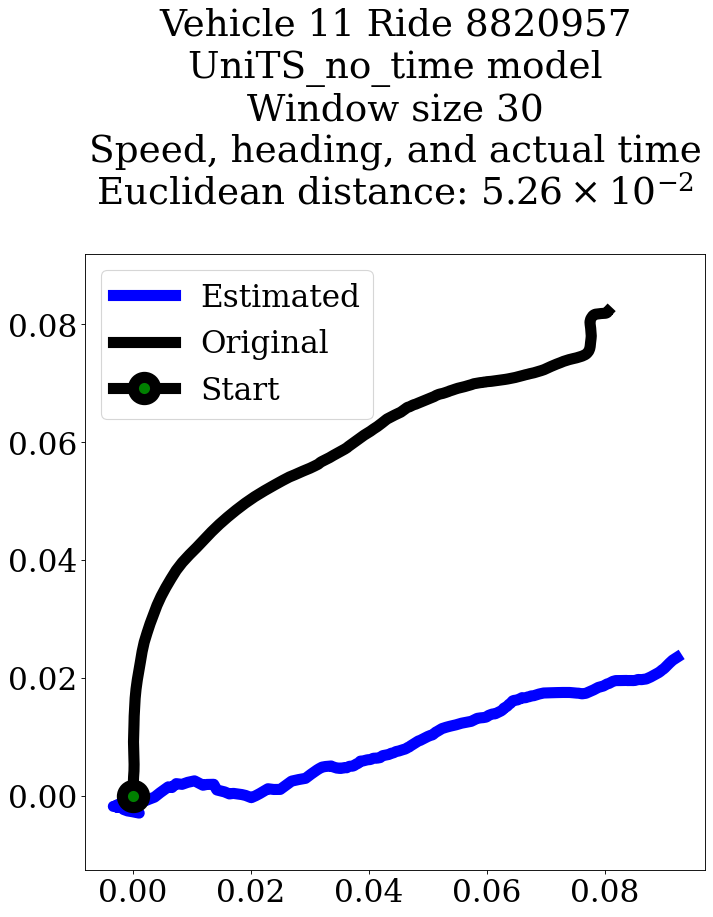 Vehicle 11 Ride 8820957
UniTS_no_time model
Window size 30
Speed, heading, and actual time
Euclidean distance: 5.26 × 10⁻²
Estimated
Original
Start
0.08
0.06
0.04
0.02
0.00
0.00 0.02 0.04 0.06 0.08